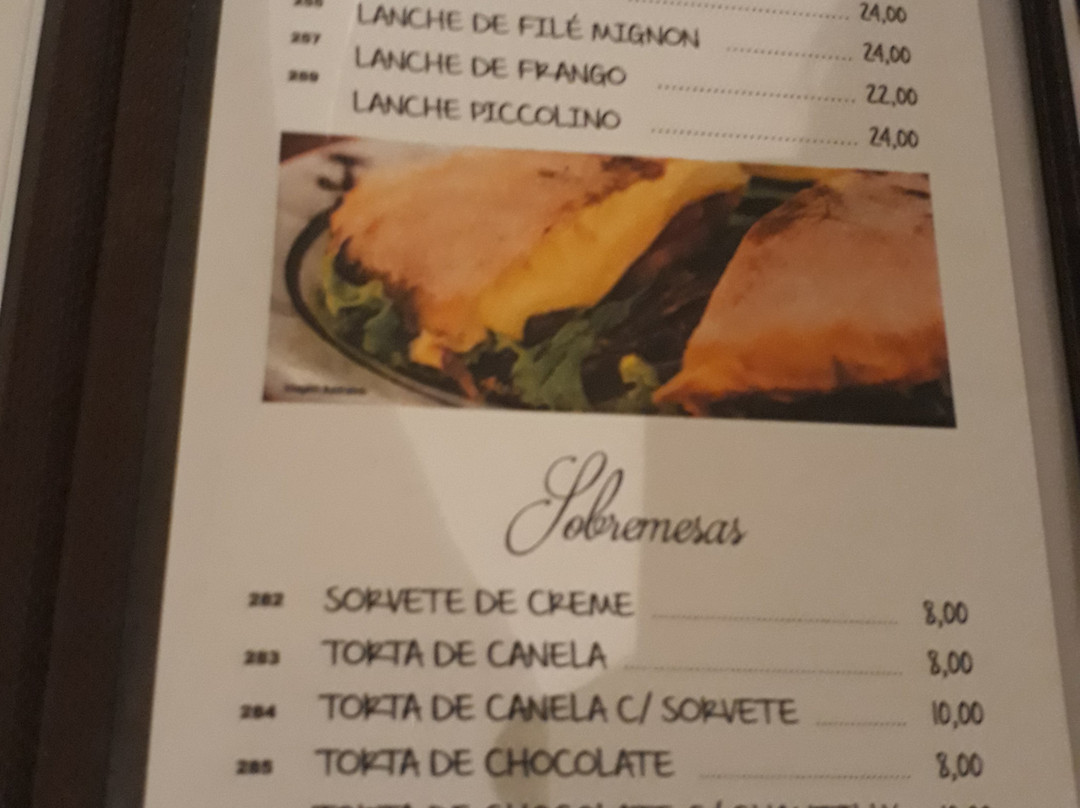 24,00
LANCHE DE FILÉ MIGNON 24,00
267 LANCHE DE FRANGO 22,00
269 LANCHE PICCOLINO 24,00
Sobremesas
282 SORVETE DE CREME 8,00
283 TORTA DE CANELA 8,00
284 TORTA DE CANELA C/ SORVETE 10,00
285 TORTA DE CHOCOLATE 8,00